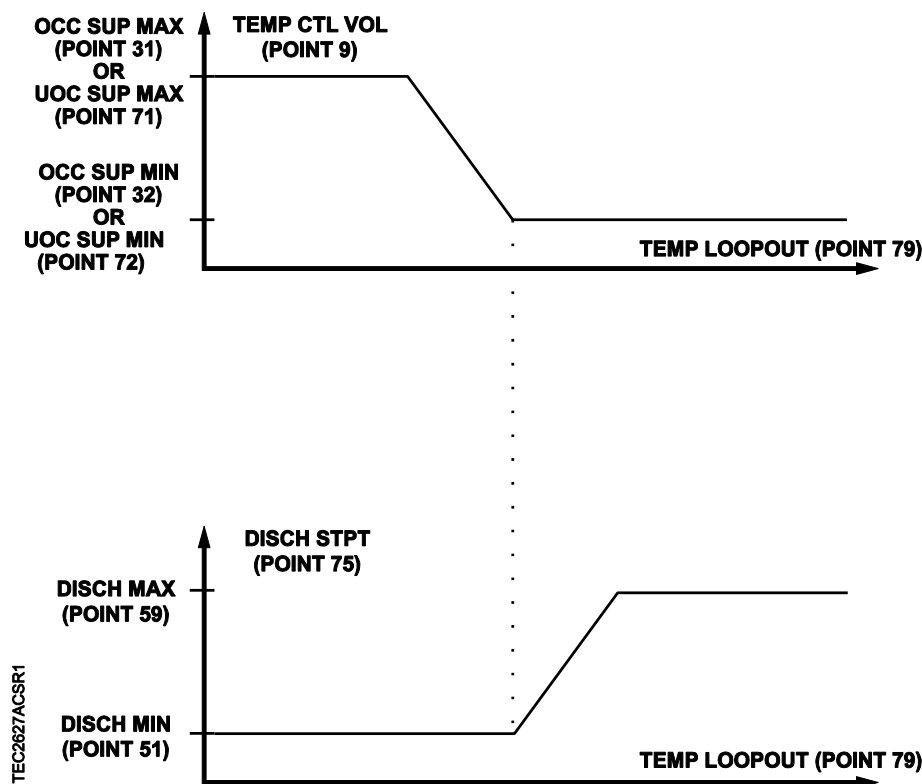 OCC SUP MAX
(POINT 31)
OR
UOC SUP MAX
(POINT 71)
TEMP CTL VOL
(POINT 9)
OCC SUP MIN
(POINT 32)
OR
UOC SUP MIN
(POINT 72)
TEMP LOOPOUT (POINT 79)
DISCH STPT
(POINT 75)
DISCH MAX
(POINT 59)
DISCH MIN
(POINT 51)
TEMP LOOPOUT (POINT 79)
TEC2627ACSR1